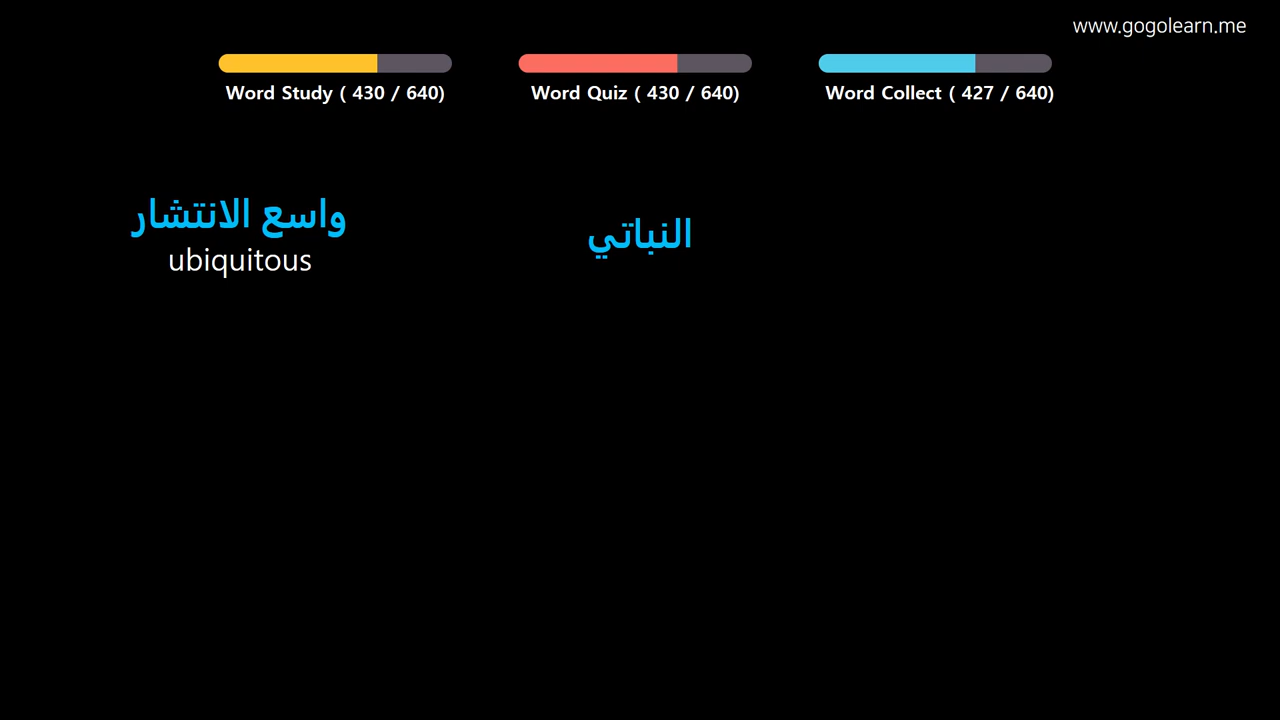 www.gogolearn.me
Word Study ( 430 / 640)
Word Quiz ( 430 / 640)
Word Collect ( 427 / 640)
واسع الانتشار
ubiquitous
النباتي